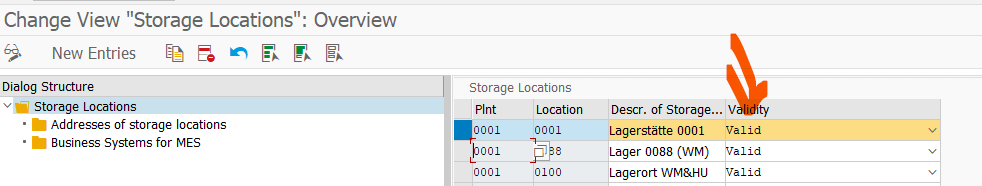 Change View "Storage Locations": Overview
New Entries
Dialog Structure
Storage Locations
Addresses of storage locations
Business Systems for MES
Storage Locations
Plnt Location Descr. of Storage... Validity
0001 0001 Lagerstätte 0001 Valid
0001 Lager 0088 (WM) Valid
0001 0100 Lagerort WM&HU Valid